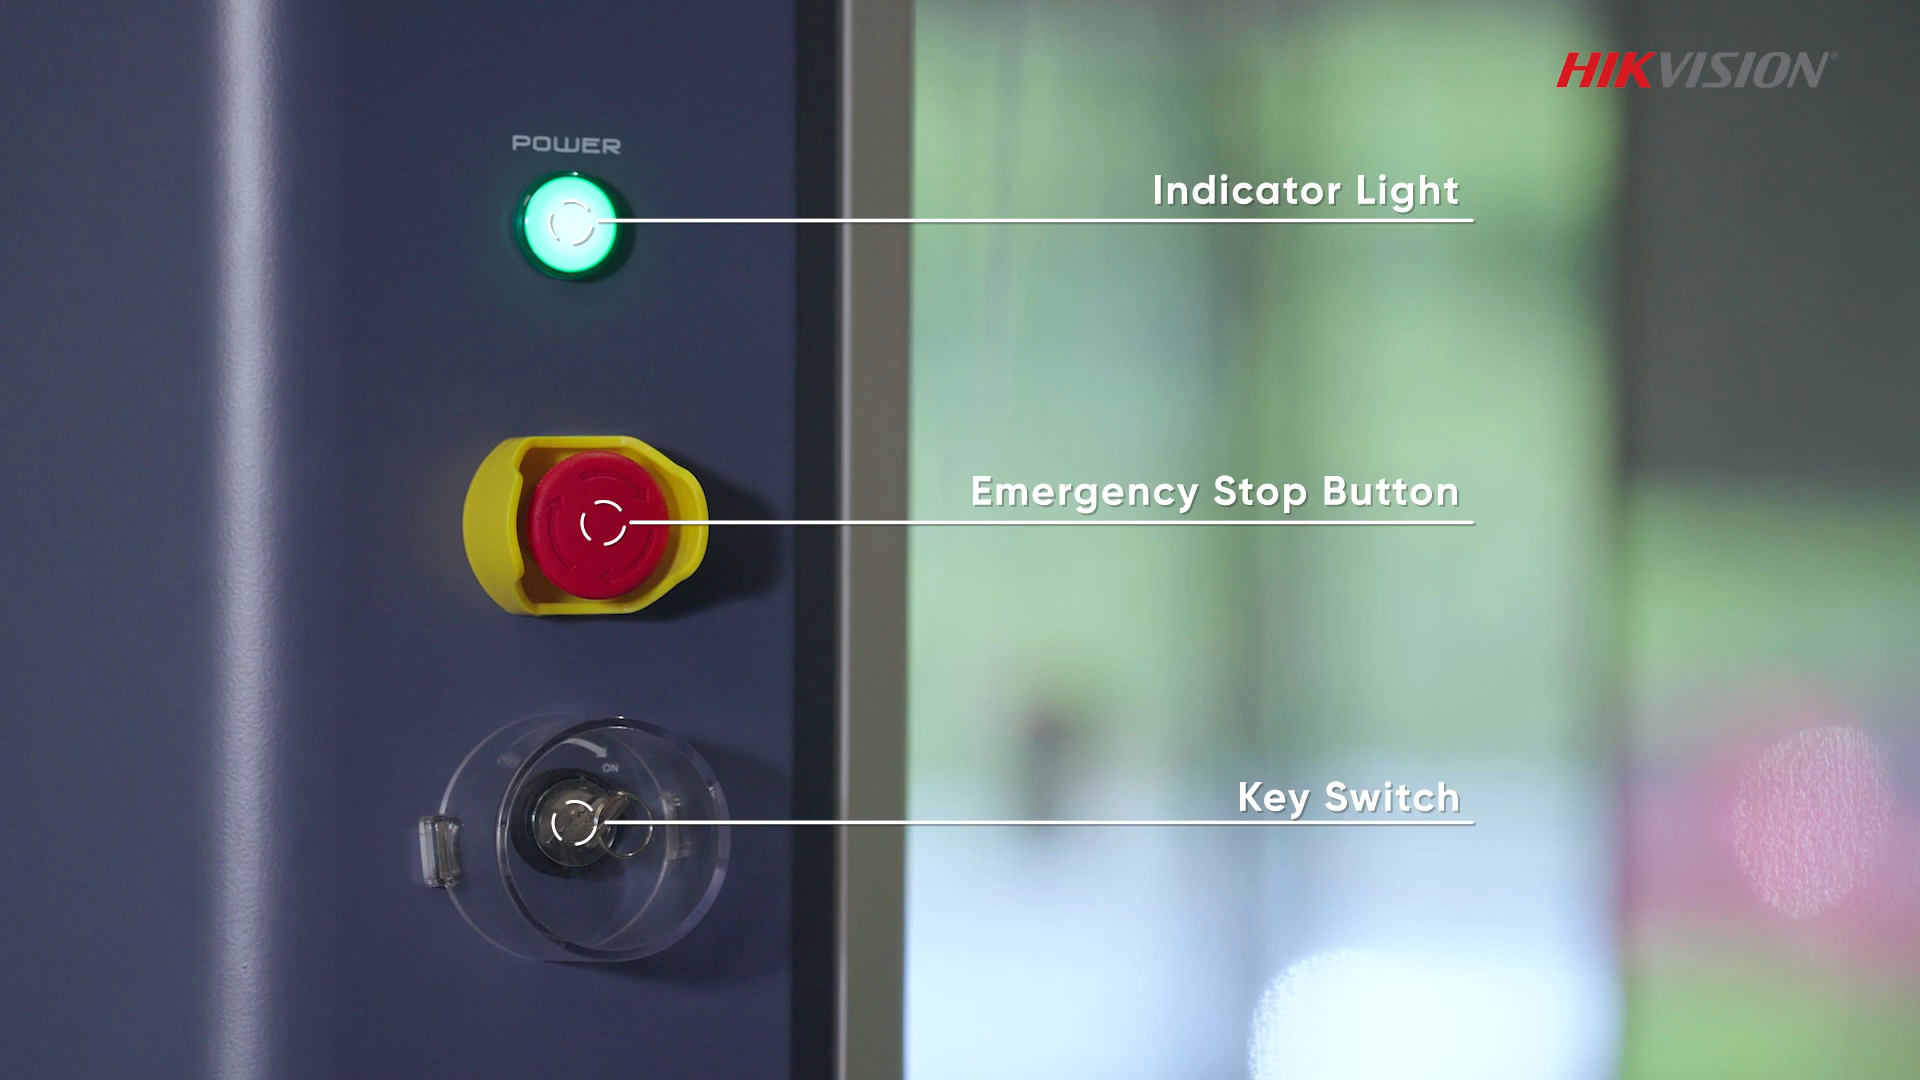 HIKVISION®
POWER
Indicator Light
Emergency Stop Button
ON
Key Switch